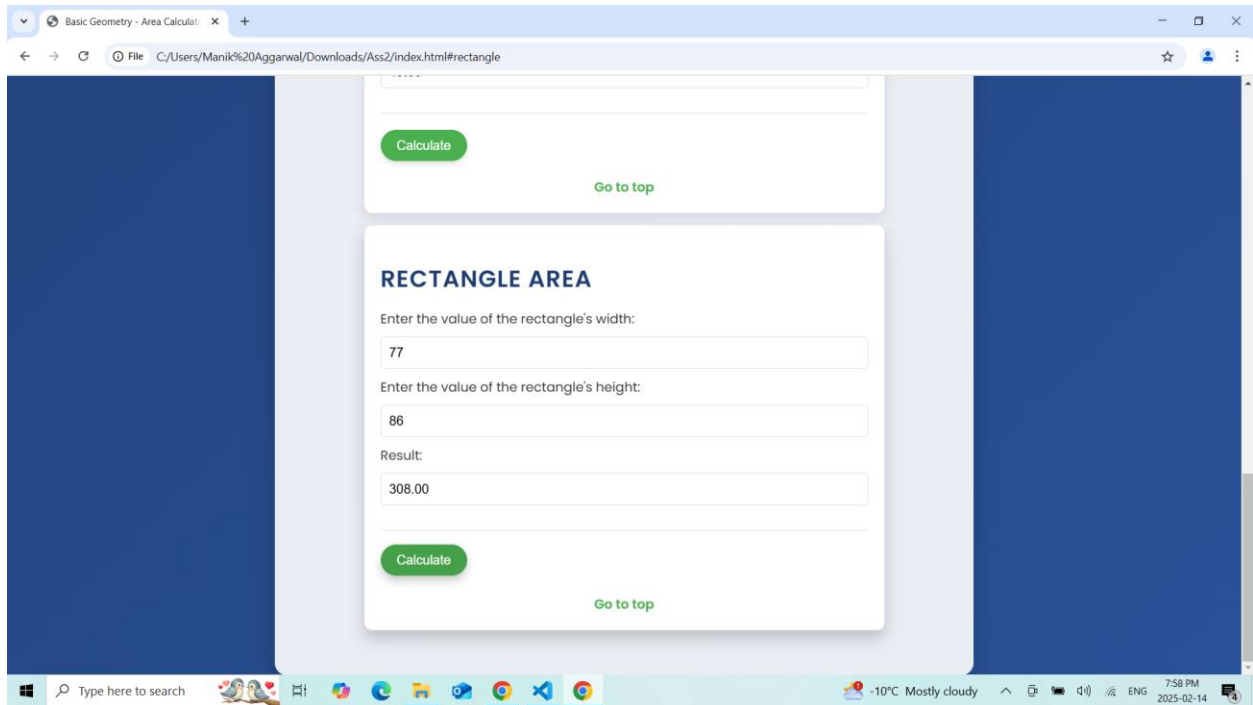 Basic Geometry - Area Calculat
File C:/Users/Manik%20Aggarwal/Downloads/Ass2/index.html#rectangle
Calculate
Go to top
RECTANGLE AREA
Enter the value of the rectangle's width:
77
Enter the value of the rectangle's height:
86
Result:
308.00
Calculate
Go to top
Type here to search
-10°C Mostly cloudy
ENG
7:58 PM
2025-02-14
4